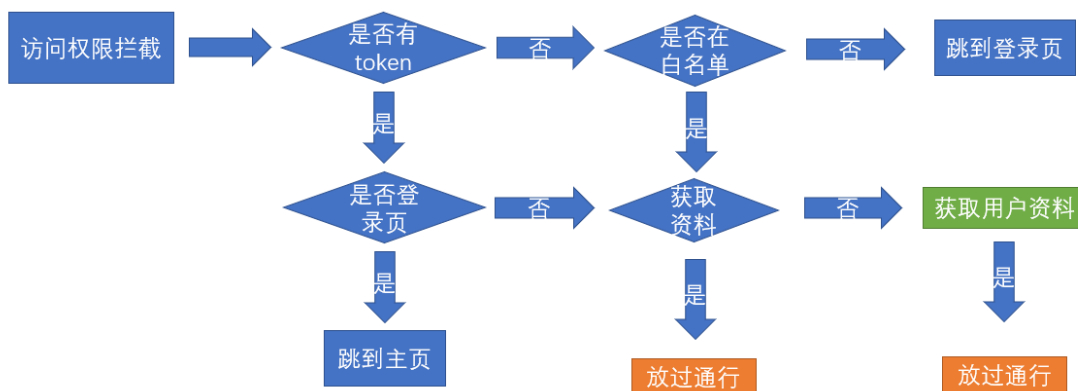 访问权限拦截
是否有
token
否
是否在
白名单
否
跳到登录页
是
是
是否登
录页
否
获取
资料
否
获取用户资料
是
是
是
跳到主页
放过通行
放过通行